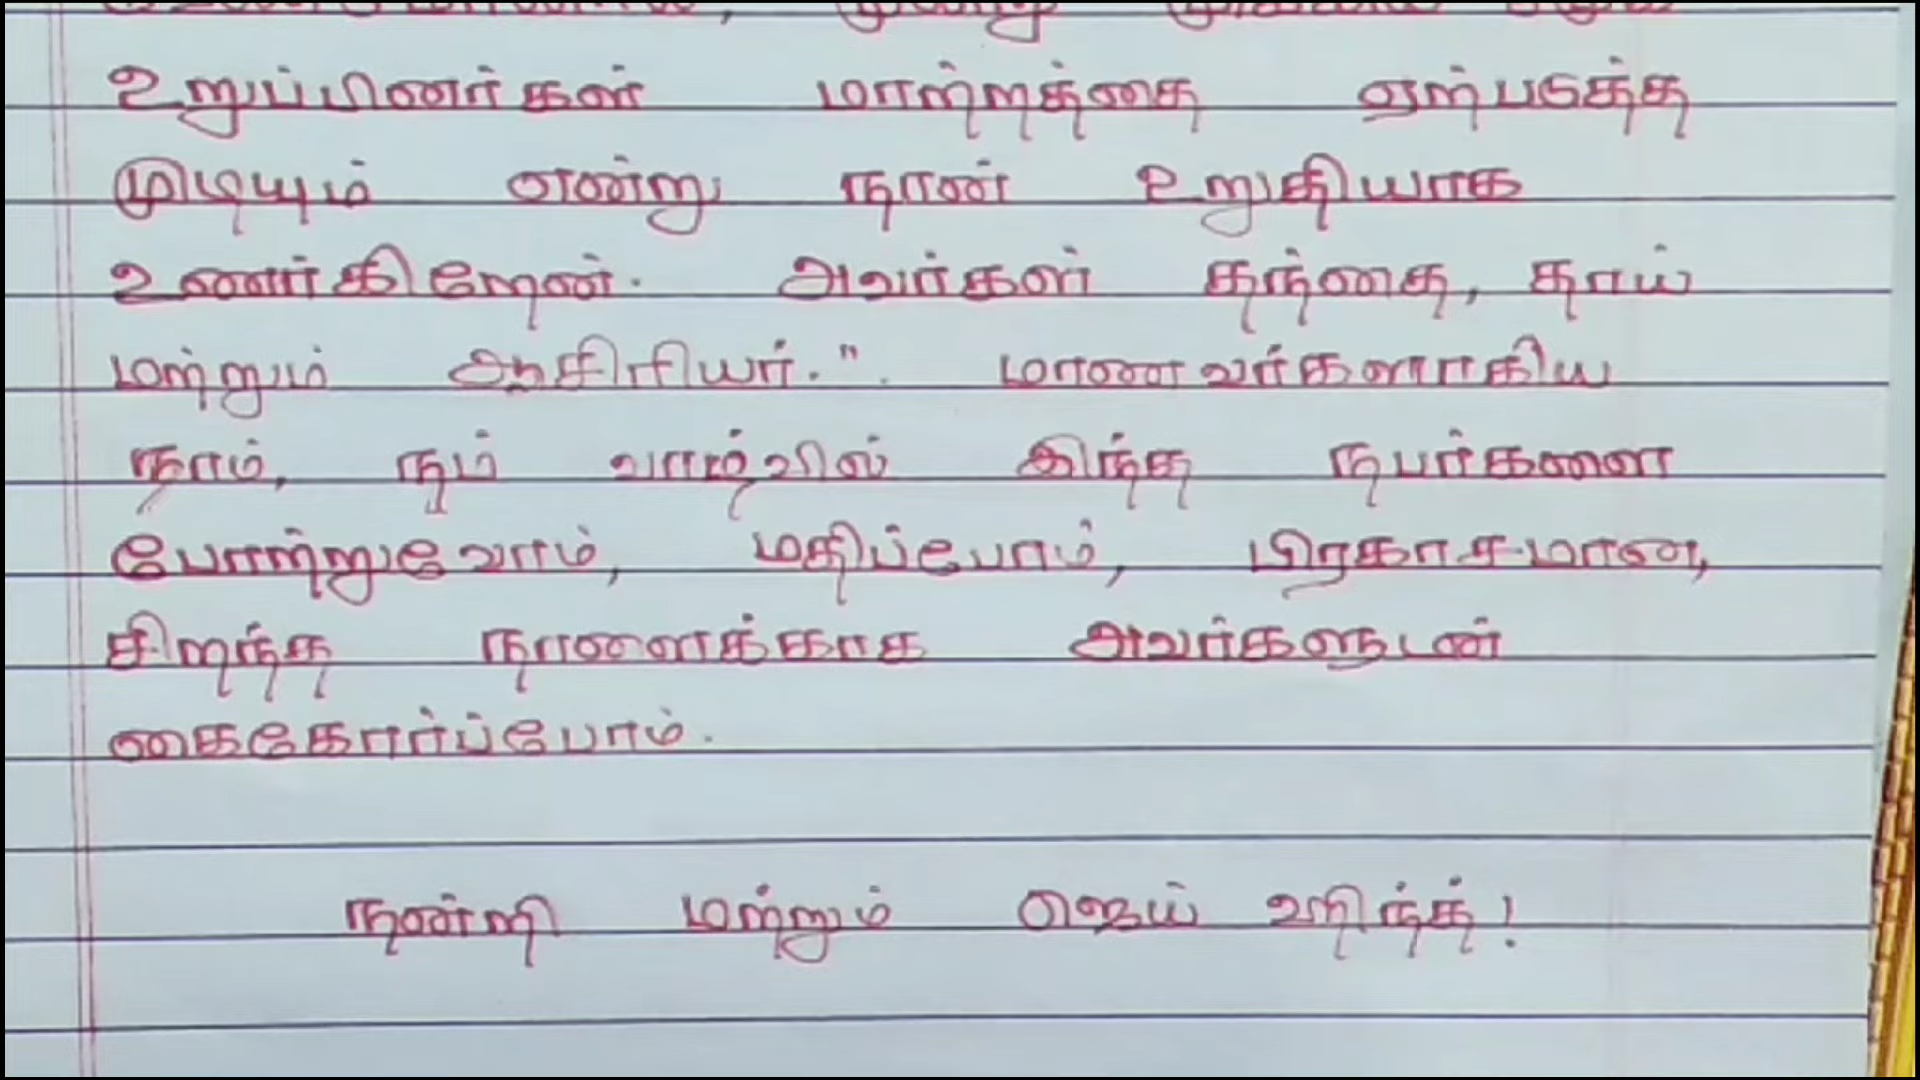 உறுப்பினர்கள் மாற்றத்தை ஏற்படுத்த
முடியும் என்று நான் உறுதியாக
உணர்கிறேன். அவர்கள் தந்தை, தாய்
மற்றும் ஆசிரியர்.". மாணவர்களாகிய
நாம், நம் வாழ்வில் இந்த நபர்களை
போற்றுவோம், மதிப்போம், பிரகாசமான,
சிறந்த நாளைக்காக அவர்களுடன்
கைகோர்ப்போம்.
நன்றி மற்றும் ஜெய் ஹிந்த்!